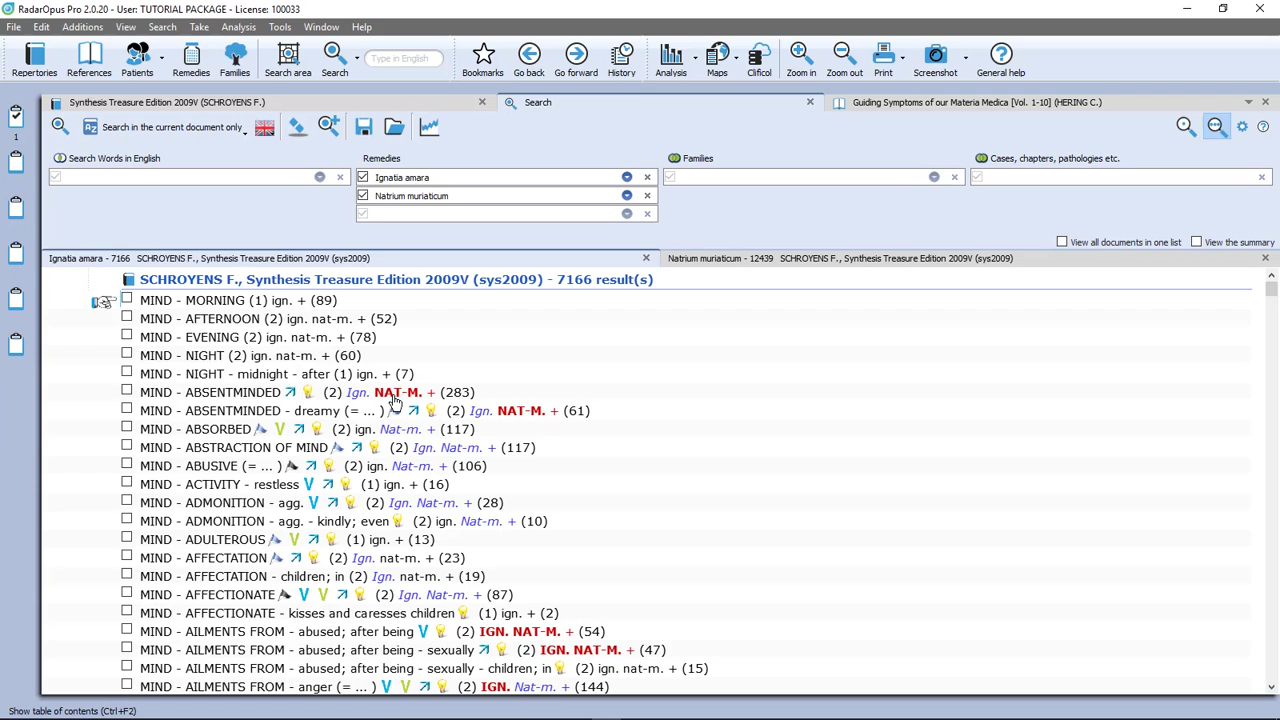 RadarOpus Pro 2.0.20 - User: TUTORIAL PACKAGE - License: 100033
File Edit Additions View Search Take Analysis Tools Window Help
Type in English
Repertories References Patients Remedies Families Search area Search Bookmarks Go back Go forward History Analysis Maps Clificol Zoom in Zoom out Print Screenshot General help
Synthesis Treasure Edition 2009V (SCHROYENS F.) Search Guiding Symptoms of our Materia Medica [Vol. 1-10] (HERING C.)
1
Search in the current document only
Search Words in English Remedies Families Cases, chapters, pathologies etc.
Ignatia amara
Natrium muriaticum
View all documents in one list View the summary
Ignatia amara - 7166 SCHROYENS F., Synthesis Treasure Edition 2009V (sys2009) Natrium muriaticum - 12439 SCHROYENS F., Synthesis Treasure Edition 2009V (sys2009)
SCHROYENS F., Synthesis Treasure Edition 2009V (sys2009) - 7166 result(s)
MIND - MORNING (1) ign. + (89)
MIND - AFTERNOON (2) ign. nat-m. + (52)
MIND - EVENING (2) ign. nat-m. + (78)
MIND - NIGHT (2) ign. nat-m. + (60)
MIND - NIGHT - midnight - after (1) ign. + (7)
MIND - ABSENTMINDED (2) Ign. NAT-M. + (283)
MIND - ABSENTMINDED - dreamy (= ... ) (2) Ign. NAT-M. + (61)
MIND - ABSORBED V (2) ign. Nat-m. + (117)
MIND - ABSTRACTION OF MIND (2) Ign. Nat-m. + (117)
MIND - ABUSIVE (= ... ) (2) ign. Nat-m. + (106)
MIND - ACTIVITY - restless V (1) ign. + (16)
MIND - ADMONITION - agg. V (2) Ign. Nat-m. + (28)
MIND - ADMONITION - agg. - kindly; even (2) ign. Nat-m. + (10)
MIND - ADULTEROUS V (1) ign. + (13)
MIND - AFFECTATION (2) Ign. nat-m. + (23)
MIND - AFFECTATION - children; in (2) Ign. nat-m. + (19)
MIND - AFFECTIONATE V V (2) Ign. Nat-m. + (87)
MIND - AFFECTIONATE - kisses and caresses children (1) ign. + (2)
MIND - AILMENTS FROM - abused; after being V (2) IGN. NAT-M. + (54)
MIND - AILMENTS FROM - abused; after being - sexually (2) IGN. NAT-M. + (47)
MIND - AILMENTS FROM - abused; after being - sexually - children; in (2) ign. nat-m. + (15)
MIND - AILMENTS FROM - anger (= ... ) V V (2) IGN. Nat-m. + (144)
Show table of contents (Ctrl+F2)